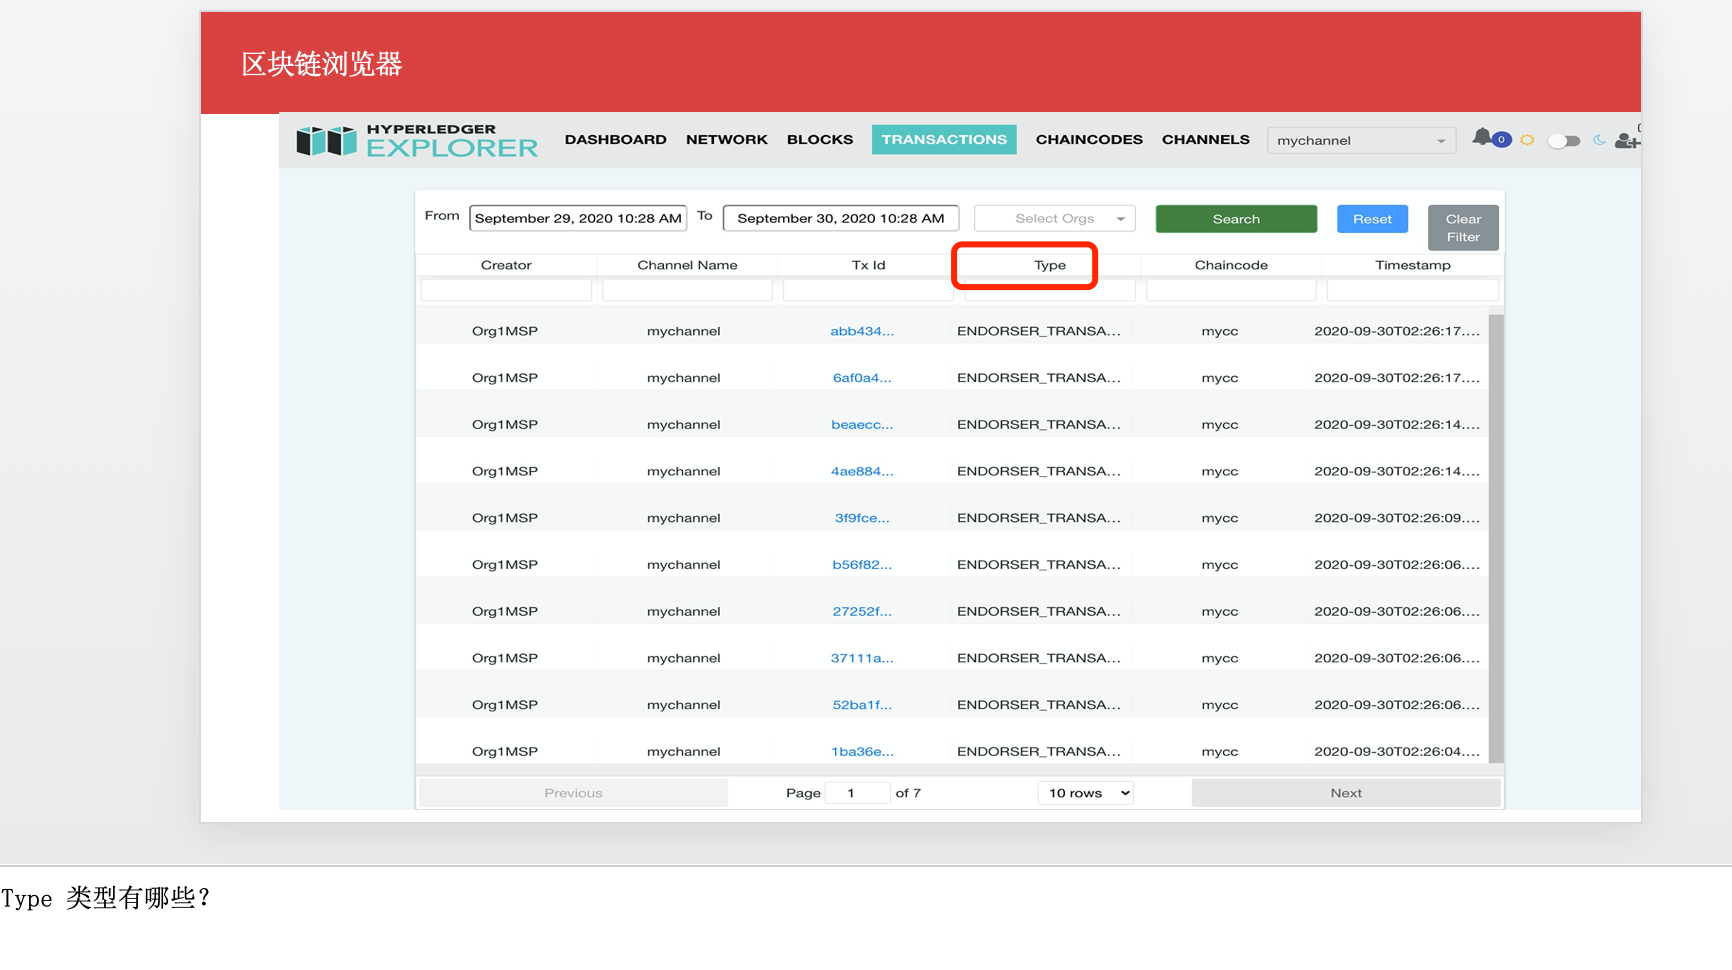 区块链浏览器
HYPERLEDGER
EXPLORER
DASHBOARD NETWORK BLOCKS TRANSACTIONS CHAINCODES CHANNELS mychannel 0
From September 29, 2020 10:28 AM To September 30, 2020 10:28 AM Select Orgs Search Reset Clear Filter
Creator Channel Name Tx Id Type Chaincode Timestamp
Org1MSP mychannel abb434... ENDORSER_TRANSA... mycc 2020-09-30T02:26:17....
Org1MSP mychannel 6af0a4... ENDORSER_TRANSA... mycc 2020-09-30T02:26:17....
Org1MSP mychannel beaecc... ENDORSER_TRANSA... mycc 2020-09-30T02:26:14....
Org1MSP mychannel 4ae884... ENDORSER_TRANSA... mycc 2020-09-30T02:26:14....
Org1MSP mychannel 3f9fce... ENDORSER_TRANSA... mycc 2020-09-30T02:26:09....
Org1MSP mychannel b56f82... ENDORSER_TRANSA... mycc 2020-09-30T02:26:06....
Org1MSP mychannel 27252f... ENDORSER_TRANSA... mycc 2020-09-30T02:26:06....
Org1MSP mychannel 37111a... ENDORSER_TRANSA... mycc 2020-09-30T02:26:06....
Org1MSP mychannel 52ba1f... ENDORSER_TRANSA... mycc 2020-09-30T02:26:06....
Org1MSP mychannel 1ba36e... ENDORSER_TRANSA... mycc 2020-09-30T02:26:04....
Previous Page 1 of 7 10 rows Next
Type 类型有哪些?